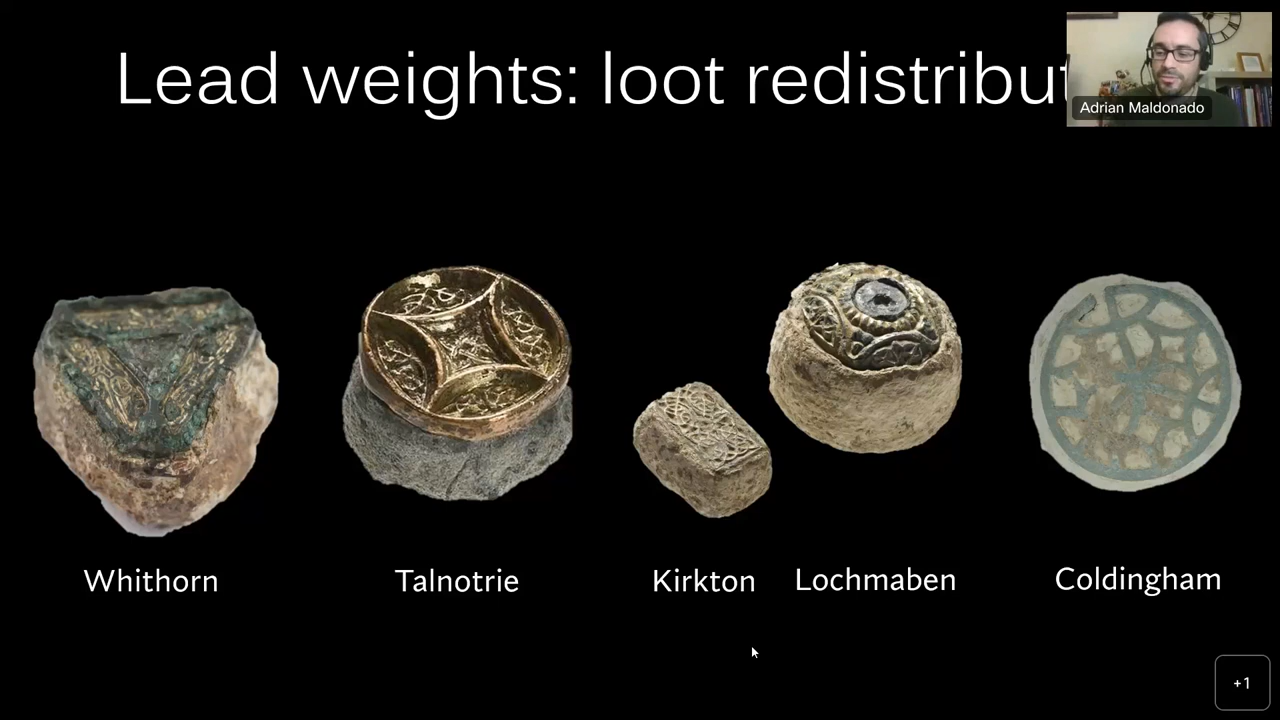 Lead weights: loot redistribut
Adrian Maldonado
Whithorn
Talnotrie
Kirkton
Lochmaben
Coldingham
+1